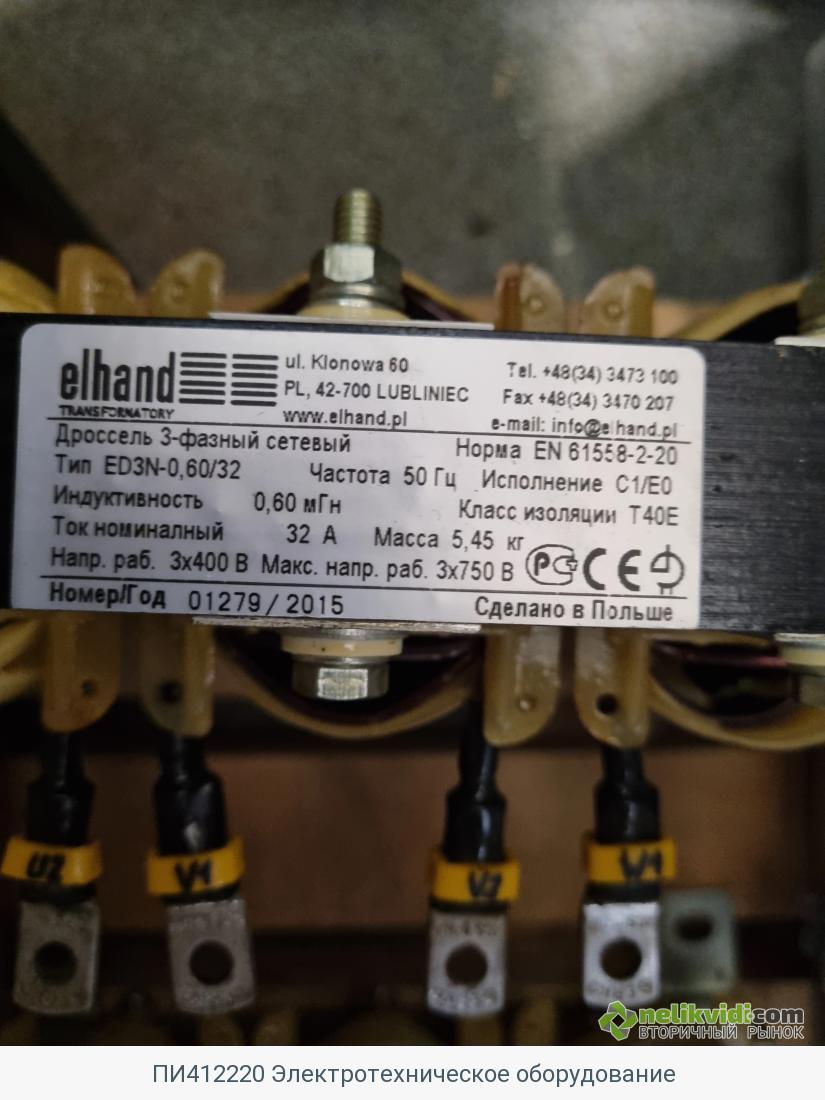 elhand
TRANSFORMATORY
ul. Klonowa 60
PL, 42-700 LUBLINIEC
www.elhand.pl
Tel. +48(34) 3473 100
Fax +48(34) 3470 207
e-mail: info@elhand.pl
Дроссель 3-фазный сетевый
Норма EN 61558-2-20
Тип ED3N-0,60/32 Частота 50 Гц Исполнение C1/E0
Индуктивность 0,60 мГн Класс изоляции T40E
Ток номиналный 32 А Масса 5,45 кг
Напр. раб. 3x400 В Макс. напр. раб. 3x750 В
CE
Номер/Год 01279 / 2015 Сделано в Польше
U2 V1 V2 W1
nelikvidi.com
ВТОРИЧНЫЙ РЫНОК
ПИ412220 Электротехническое оборудование